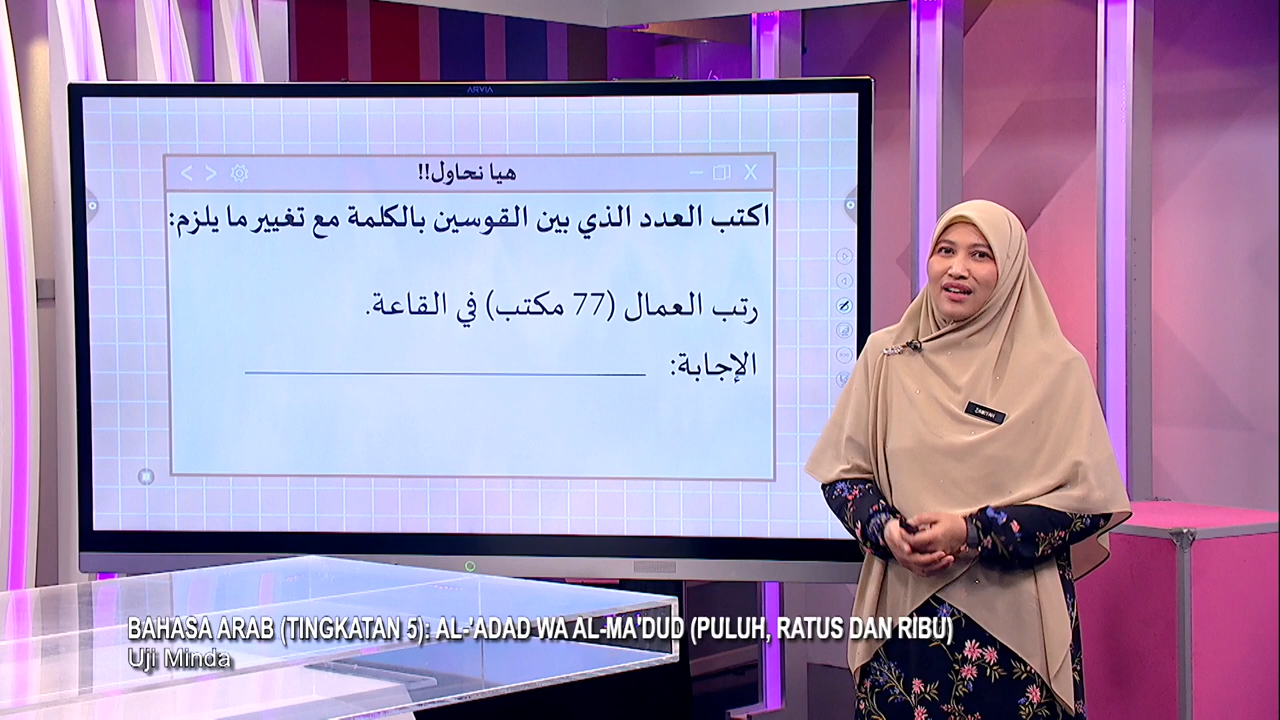 ARVIA
هيا نحاول!!
اكتب العدد الذي بين القوسين بالكلمة مع تغيير ما يلزم:
رتب العمال (77 مكتب) في القاعة.
الإجابة:
ZAMIYAH
BAHASA ARAB (TINGKATAN 5): AL-'ADAD WA AL-MA'DUD (PULUH, RATUS DAN RIBU)
Uji Minda